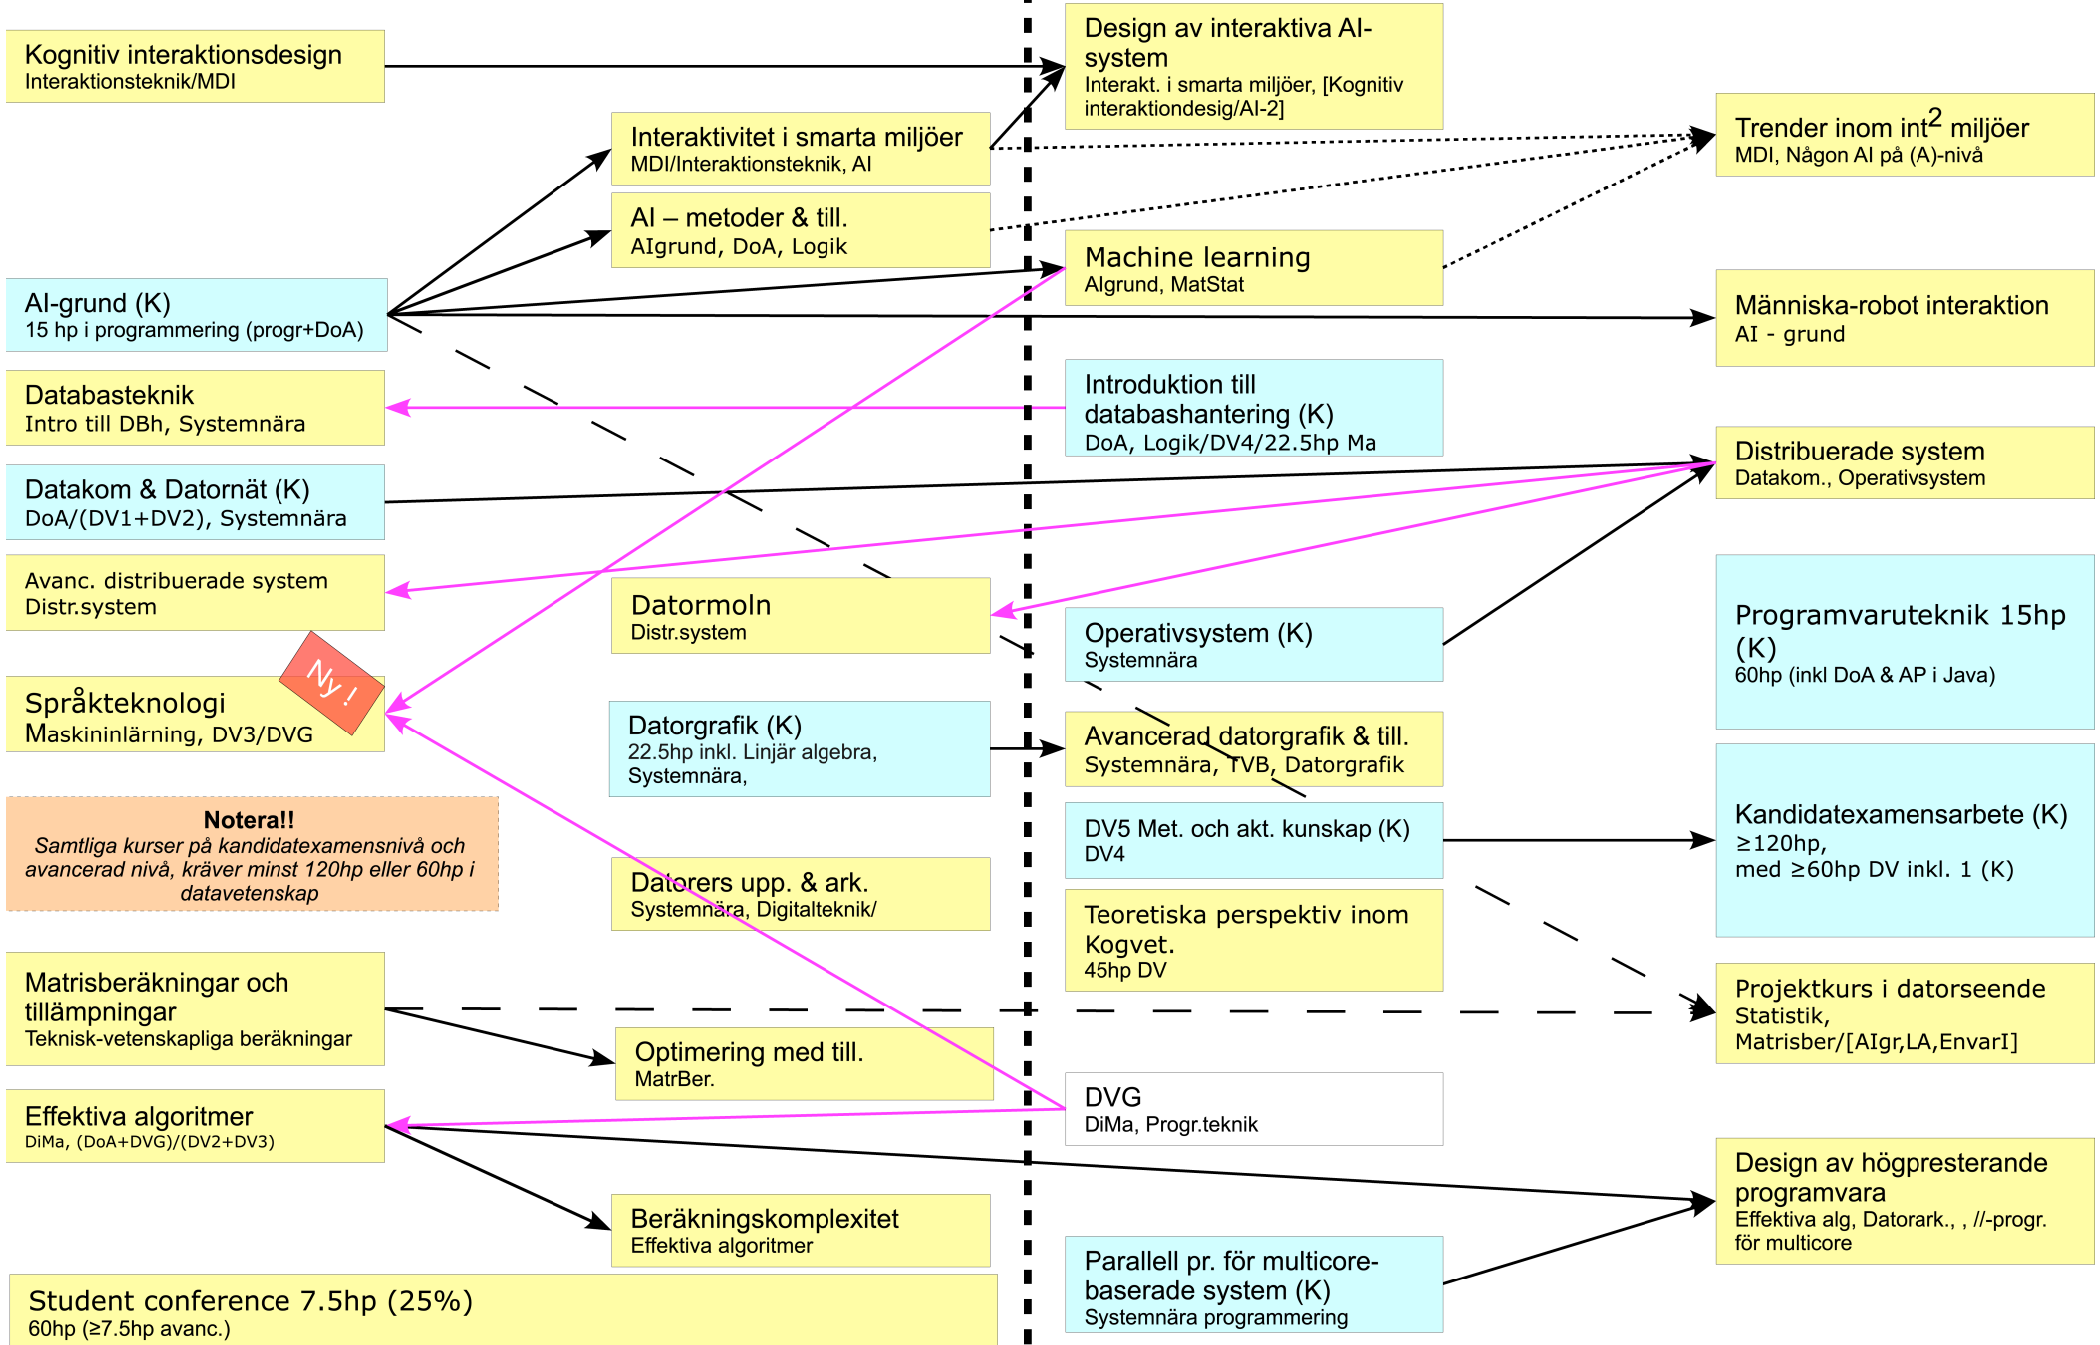 Kognitiv interaktionsdesign
Interaktionsteknik/MDI
AI-grund (K)
15 hp i programmering (progr+DoA)
Databasteknik
Intro till DBh, Systemnära
Datakom & Datornät (K)
DoA/(DV1+DV2), Systemnära
Avanc. distribuerade system
Distr.system
Ny !
Språkteknologi
Maskininlärning, DV3/DVG
Notera!!
Samtliga kurser på kandidatexamensnivå och
avancerad nivå, kräver minst 120hp eller 60hp i
datavetenskap
Matrisberäkningar och
tillämpningar
Teknisk-vetenskapliga beräkningar
Effektiva algoritmer
DiMa, (DoA+DVG)/(DV2+DV3)
Student conference 7.5hp (25%)
60hp (≥7.5hp avanc.)
Interaktivitet i smarta miljöer
MDI/Interaktionsteknik, AI
AI – metoder & till.
AIgrund, DoA, Logik
Datormoln
Distr.system
Datorgrafik (K)
22.5hp inkl. Linjär algebra,
Systemnära,
Datorers upp. & ark.
Systemnära, Digitalteknik/
Optimering med till.
MatrBer.
Beräkningskomplexitet
Effektiva algoritmer
Design av interaktiva AI-
system
Interakt. i smarta miljöer, [Kognitiv
interaktiondesig/AI-2]
Machine learning
AIgrund, MatStat
Introduktion till
databashantering (K)
DoA, Logik/DV4/22.5hp Ma
Operativsystem (K)
Systemnära
Avancerad datorgrafik & till.
Systemnära, TVB, Datorgrafik
DV5 Met. och akt. kunskap (K)
DV4
Teoretiska perspektiv inom
Kogvet.
45hp DV
DVG
DiMa, Progr.teknik
Parallell pr. för multicore-
baserade system (K)
Systemnära programmering
Trender inom int2 miljöer
MDI, Någon AI på (A)-nivå
Människa-robot interaktion
AI - grund
Distribuerade system
Datakom., Operativsystem
Programvaruteknik 15hp
(K)
60hp (inkl DoA & AP i Java)
Kandidatexamensarbete (K)
≥120hp,
med ≥60hp DV inkl. 1 (K)
Projektkurs i datorseende
Statistik,
Matrisber/[AIgr,LA,EnvarI]
Design av högpresterande
programvara
Effektiva alg, Datorark., , //-progr.
för multicore